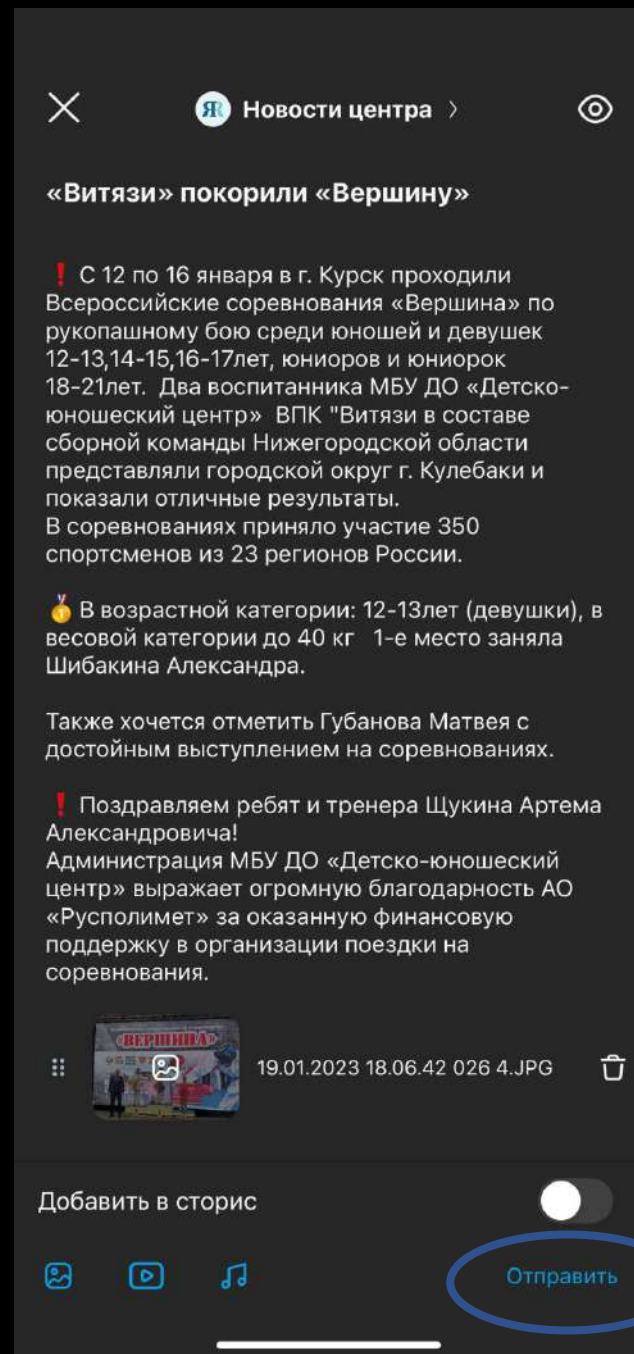 Новости центра
«Витязи» покорили «Вершину»
❗ С 12 по 16 января в г. Курск проходили
Всероссийские соревнования «Вершина» по
рукопашному бою среди юношей и девушек
12-13,14-15,16-17лет, юниоров и юниорок
18-21лет. Два воспитанника МБУ ДО «Детско-
юношеский центр» ВПК "Витязи в составе
сборной команды Нижегородской области
представляли городской округ г. Кулебаки и
показали отличные результаты.
В соревнованиях приняло участие 350
спортсменов из 23 регионов России.
🥇 В возрастной категории: 12-13лет (девушки), в
весовой категории до 40 кг 1-е место заняла
Шибакина Александра.
Также хочется отметить Губанова Матвея с
достойным выступлением на соревнованиях.
❗ Поздравляем ребят и тренера Щукина Артема
Александровича!
Администрация МБУ ДО «Детско-юношеский
центр» выражает огромную благодарность АО
«Русполимет» за оказанную финансовую
поддержку в организации поездки на
соревнования.
«ВЕРШИНА»
19.01.2023 18.06.42 026 4.JPG
Добавить в сторис
Отправить